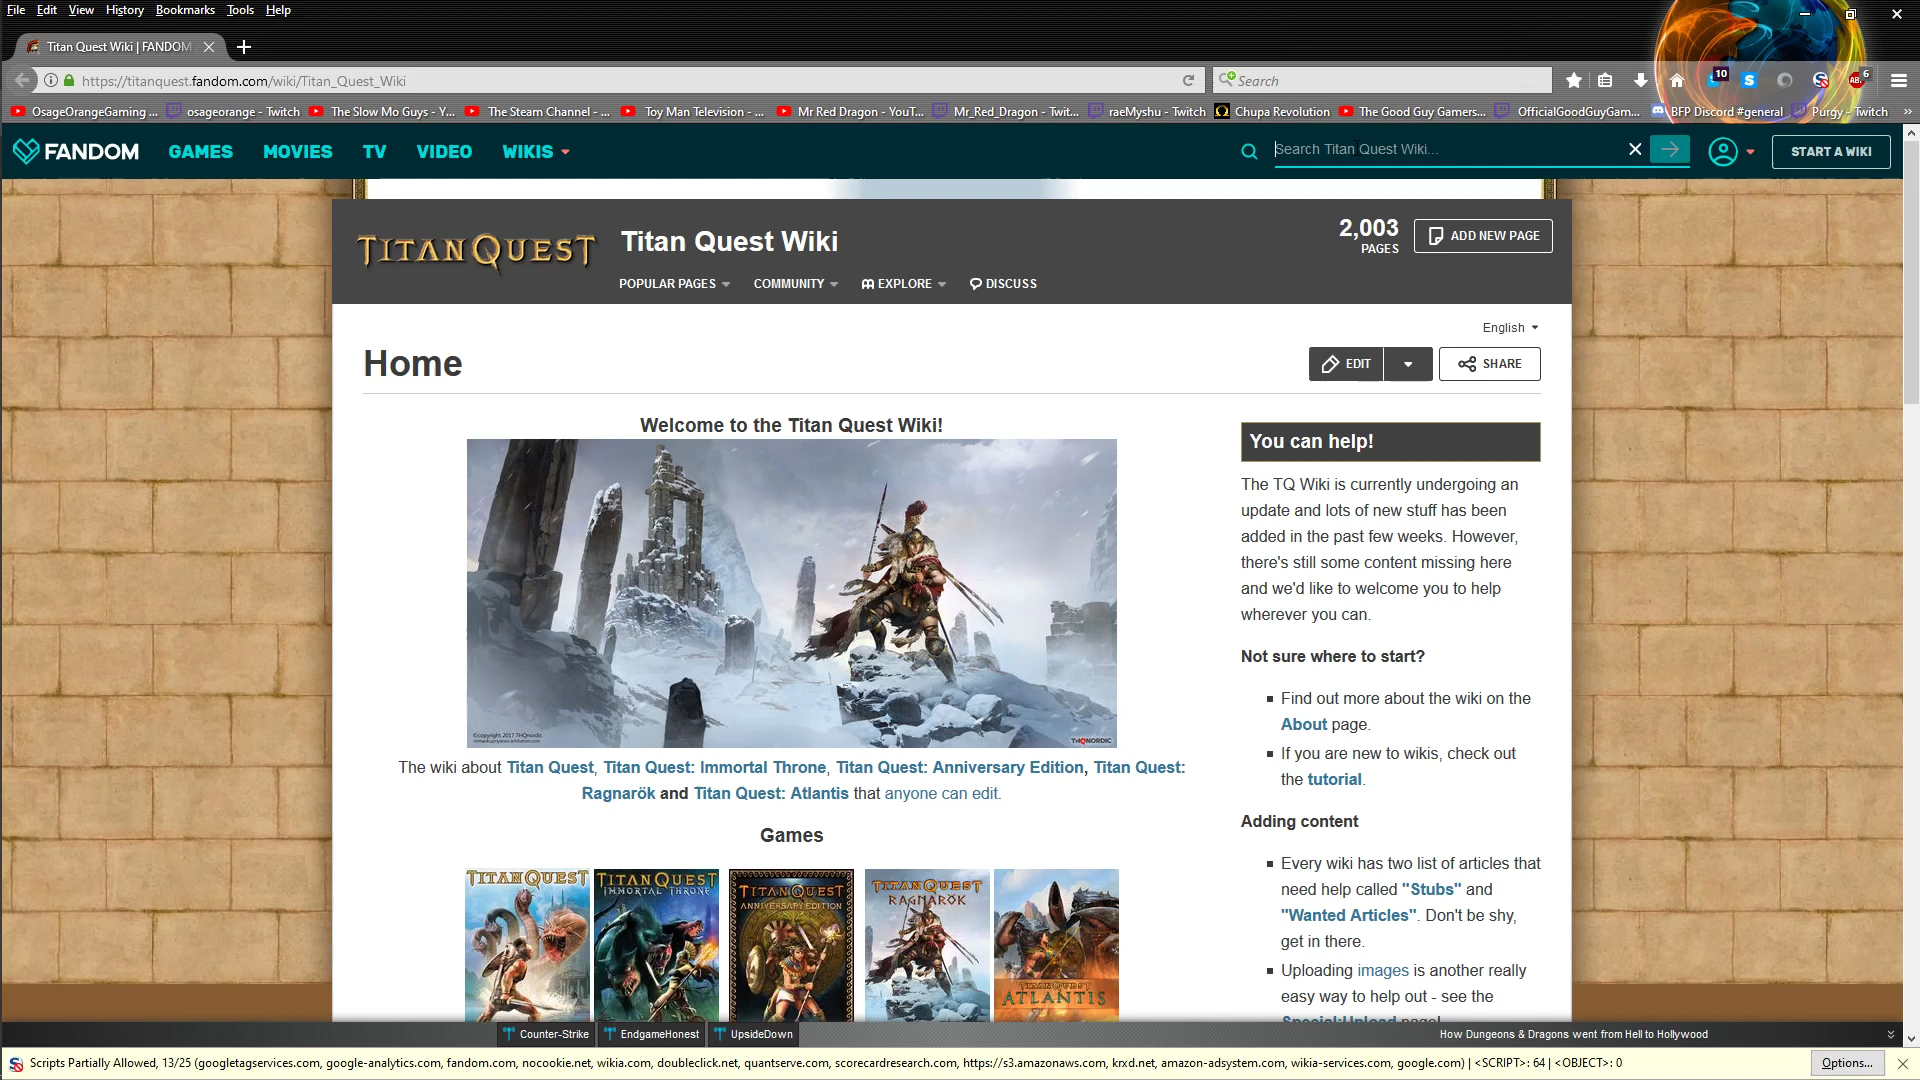 File Edit View History Bookmarks Tools Help
Titan Quest Wiki | FANDOM
https://titanquest.fandom.com/wiki/Titan_Quest_Wiki
Search
10
6
OsageOrangeGaming ...
osageorange - Twitch
The Slow Mo Guys - Y...
The Steam Channel - ...
Toy Man Television - ...
Mr Red Dragon - YouT...
Mr_Red_Dragon - Twit...
raeMyshu - Twitch
Chupa Revolution
The Good Guy Gamers...
OfficialGoodGuyGam...
BFP Discord #general
Purgy - Twitch
FANDOM
GAMES MOVIES TV VIDEO WIKIS
Search Titan Quest Wiki...
START A WIKI
TITAN QUEST
Titan Quest Wiki
2,003
PAGES
ADD NEW PAGE
POPULAR PAGES COMMUNITY EXPLORE DISCUSS
English
Home
EDIT
SHARE
Welcome to the Titan Quest Wiki!
©copyright 2017 THQnordic
THQNORDIC
The wiki about Titan Quest, Titan Quest: Immortal Throne, Titan Quest: Anniversary Edition, Titan Quest:
Ragnarök and Titan Quest: Atlantis that anyone can edit.
Games
TITAN QUEST
TITAN QUEST
IMMORTAL THRONE
TITAN QUEST
ANNIVERSARY EDITION
TITAN QUEST
RAGNARÖK
TITAN QUEST
ATLANTIS
You can help!
The TQ Wiki is currently undergoing an
update and lots of new stuff has been
added in the past few weeks. However,
there's still some content missing here
and we'd like to welcome you to help
wherever you can.
Not sure where to start?
Find out more about the wiki on the
About page.
If you are new to wikis, check out
the tutorial.
Adding content
Every wiki has two list of articles that
need help called "Stubs" and
"Wanted Articles". Don't be shy,
get in there.
Uploading images is another really
easy way to help out - see the
Special:Upload page!
Counter-Strike
EndgameHonest
UpsideDown
How Dungeons & Dragons went from Hell to Hollywood
Scripts Partially Allowed, 13/25 (googletagservices.com, google-analytics.com, fandom.com, nocookie.net, wikia.com, doubleclick.net, quantserve.com, scorecardresearch.com, https://s3.amazonaws.com, krxd.net, amazon-adsystem.com, wikia-services.com, google.com) | <SCRIPT>: 64 | <OBJECT>: 0
Options...